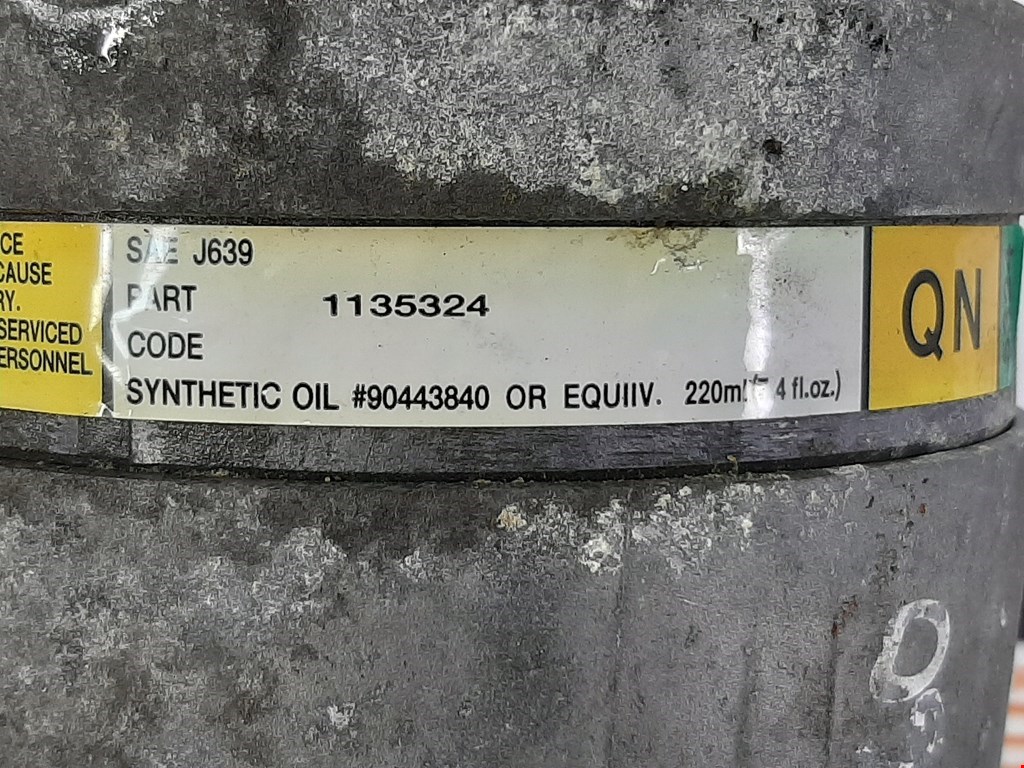 CE
CAUSE
RY.
SERVICED
ERSONNEL
SAE J639
PART 1135324
CODE
SYNTHETIC OIL #90443840 OR EQUIIV. 220ml 4 fl.oz.)
QN